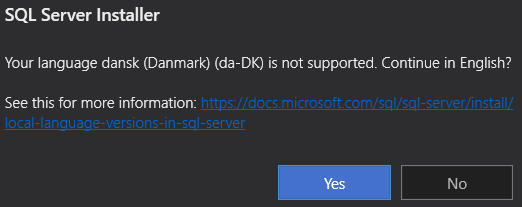 SQL Server Installer
Your language dansk (Danmark) (da-DK) is not supported. Continue in English?
See this for more information: https://docs.microsoft.com/sql/sql-server/install/
local-language-versions-in-sql-server
Yes
No